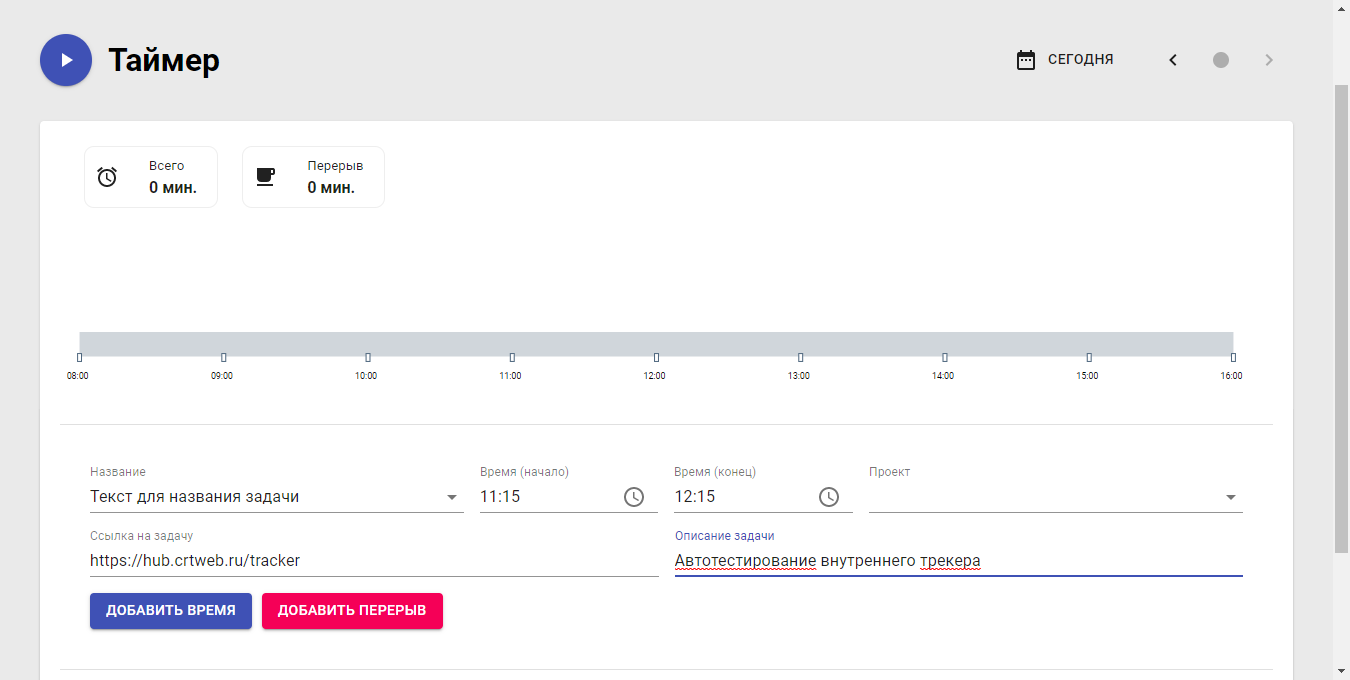 Таймер
СЕГОДНЯ
Всего
0 мин.
Перерыв
0 мин.
08:00 09:00 10:00 11:00 12:00 13:00 14:00 15:00 16:00
Название
Текст для названия задачи
Время (начало)
11:15
Время (конец)
12:15
Проект
Ссылка на задачу
https://hub.crtweb.ru/tracker
Описание задачи
Автотестирование внутреннего трекера
ДОБАВИТЬ ВРЕМЯ
ДОБАВИТЬ ПЕРЕРЫВ